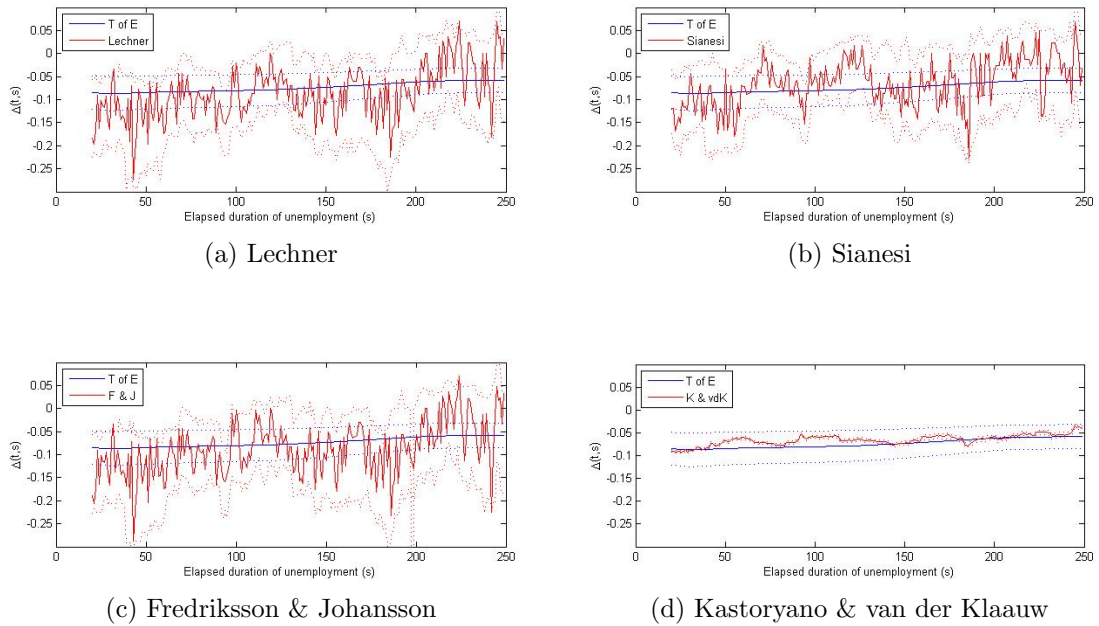 0.05
0
-0.05
-0.1
-0.15
-0.2
-0.25
Δ(t,s)
T of E
Lechner
0 50 100 150 200 250
Elapsed duration of unemployment (s)
(a) Lechner
0.05
0
-0.05
-0.1
-0.15
-0.2
-0.25
Δ(t,s)
T of E
Sianesi
0 50 100 150 200 250
Elapsed duration of unemployment (s)
(b) Sianesi
0.05
0
-0.05
-0.1
-0.15
-0.2
-0.25
Δ(t,s)
T of E
F & J
0 50 100 150 200 250
Elapsed duration of unemployment (s)
(c) Fredriksson & Johansson
0.05
0
-0.05
-0.1
-0.15
-0.2
-0.25
Δ(t,s)
T of E
K & vdK
0 50 100 150 200 250
Elapsed duration of unemployment (s)
(d) Kastoryano & van der Klaauw